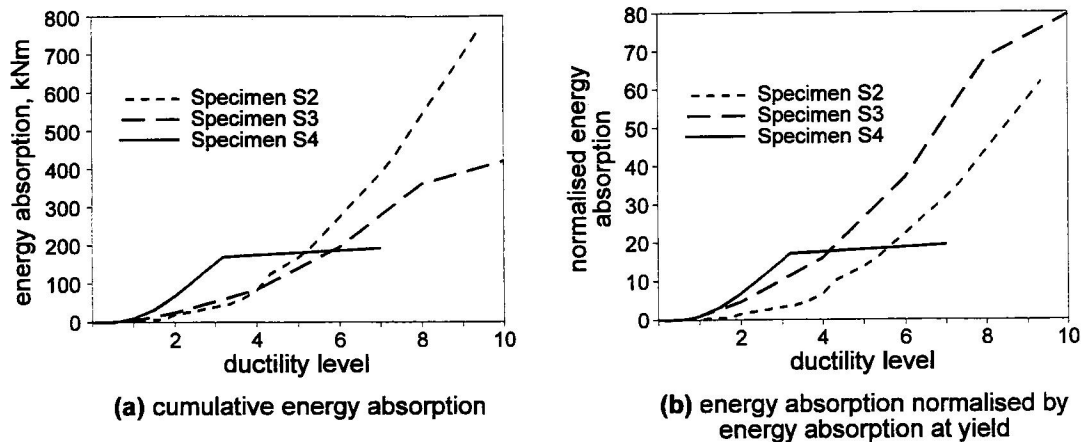 energy absorption, kNm
800
700
600
500
400
300
200
100
0
Specimen S2
Specimen S3
Specimen S4
2
4
6
8
10
ductility level
(a) cumulative energy absorption
normalised energy
absorption
80
70
60
50
40
30
20
10
0
Specimen S2
Specimen S3
Specimen S4
2
4
6
8
10
ductility level
(b) energy absorption normalised by
energy absorption at yield